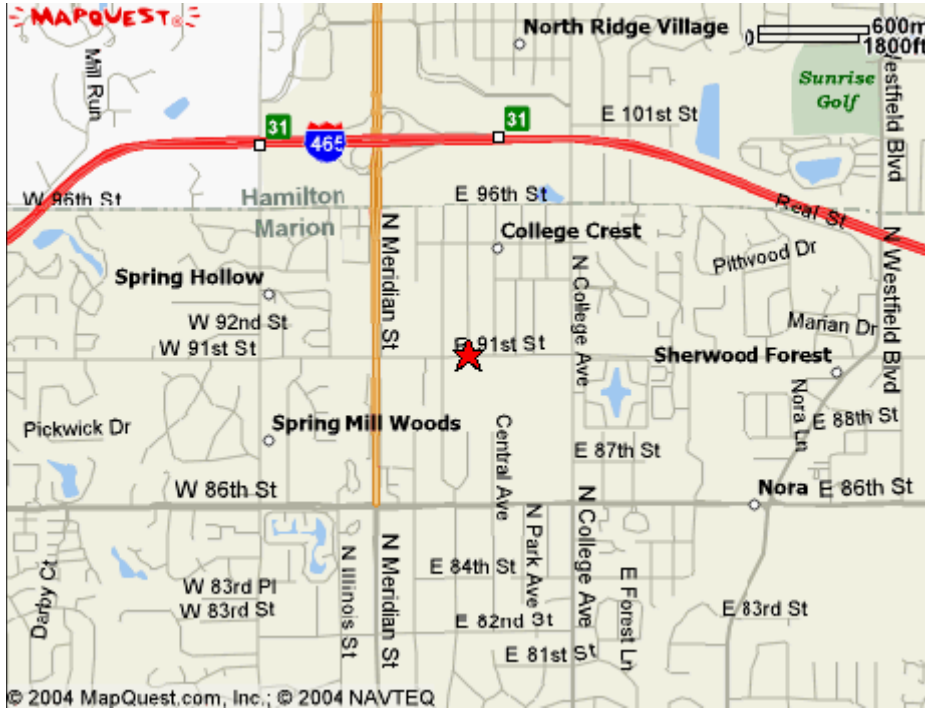 MAPQUEST®
North Ridge Village
0
600m
1800ft
Mill Run
Sunrise
Golf
Westfield Blvd
31
31
465
E 101st St
W 96th St
Hamilton
Marion
E 96th St
Real St
N Meridian St
College Crest
N College Ave
Pittwood Dr
N Westfield Blvd
Spring Hollow
W 92nd St
Marian Dr
W 91st St
E 91st St
Sherwood Forest
Nora Ln
E 88th St
Pickwick Dr
Spring Mill Woods
Central Ave
E 87th St
W 86th St
Nora
E 86th St
N Park Ave
N College Ave
N Illinois St
N Meridian St
Darby Ct
E 84th St
W 83rd Pl
W 83rd St
E Forest Ln
E 83rd St
E 82nd St
E 81st St
© 2004 MapQuest.com, Inc.; © 2004 NAVTEQ